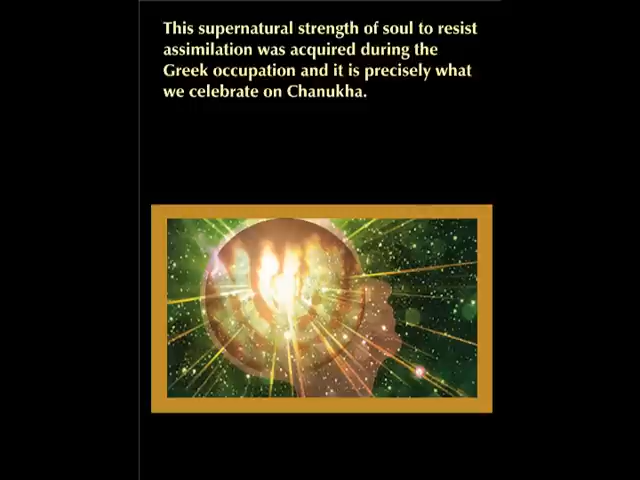 This supernatural strength of soul to resist
assimilation was acquired during the
Greek occupation and it is precisely what
we celebrate on Chanukha.